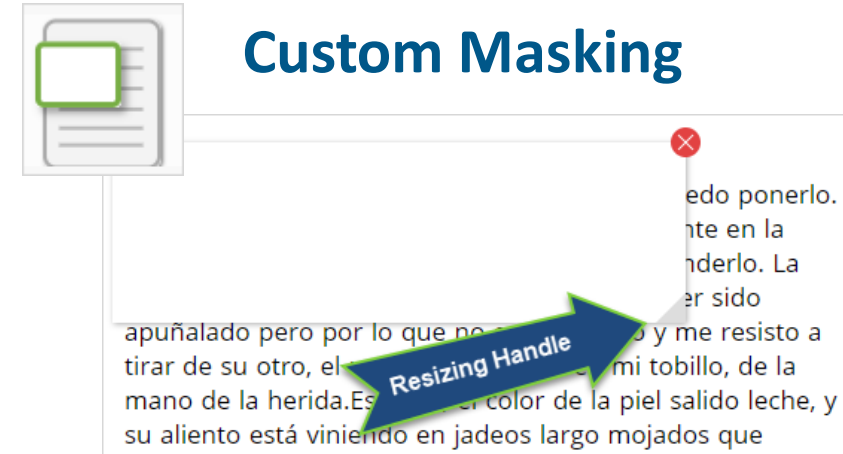 Custom Masking
edo ponerlo.
nte en la
nderlo. La
er sido
apuñalado pero por lo que no y me resisto a
tirar de su otro, el mi tobillo, de la
Resizing Handle
mano de la herida.Es color de la piel salido leche, y
su aliento está viniendo en jadeos largo mojados que